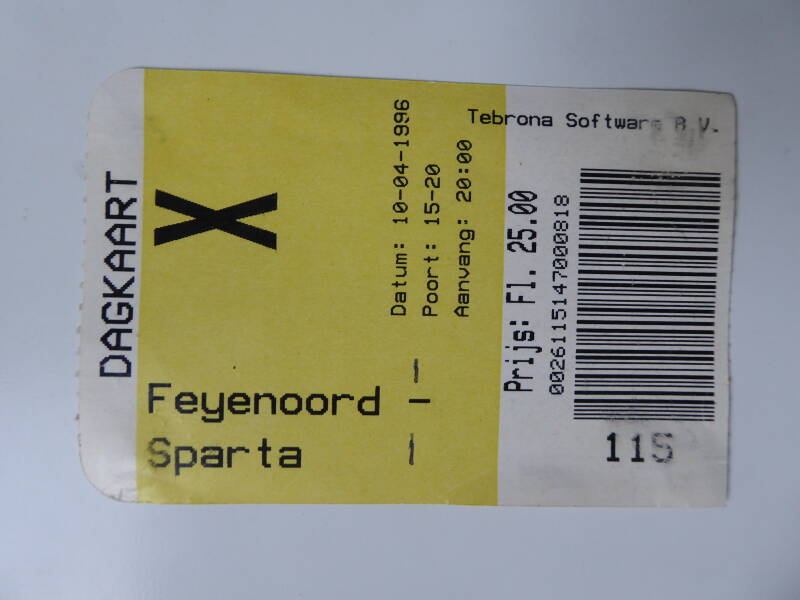 DAGKAART
X
Feyenoord -
Sparta
Datum: 10-04-1996
Poort: 15-20
Aanvang: 20:00
Tebrona Software B.V.
Prijs: Fl. 25.00
0026115147000818
115